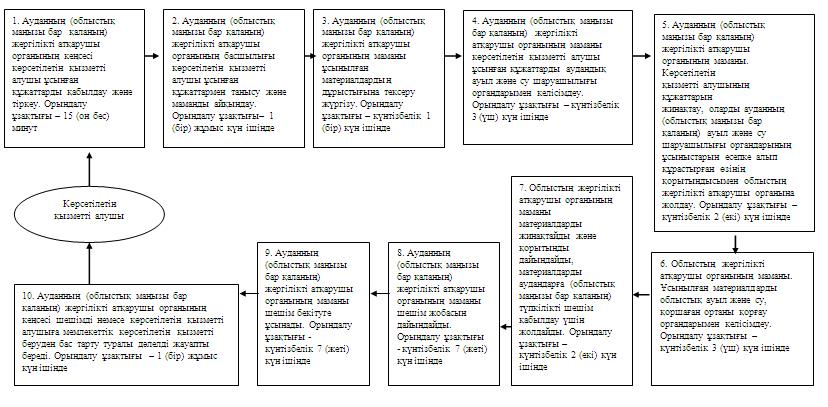 1. Ауданның (облыстық
маңызы бар қаланың)
жергілікті атқарушы
органының кеңсесі
көрсетілетін қызметті
алушы ұсынған
құжаттарды қабылдау және
тіркеу. Орындалу
ұзақтығы – 15 (он бес)
минут
2. Ауданның (облыстық
маңызы бар қаланың)
жергілікті атқарушы
органының басшылығы
көрсетілетін қызметті
алушы ұсынған
құжаттармен танысу және
маманды айқындау.
Орындалу ұзақтығы– 1
(бір) жұмыс күн ішінде
3. Ауданның (облыстық
маңызы бар қаланың)
жергілікті атқарушы
органының маманы
ұсынылған
материалдардың
дұрыстығына тексеру
жүргізу. Орындалу
ұзақтығы – күнтізбелік 1
(бір) күн ішінде
4. Ауданның (облыстық маңызы
бар қаланың) жергілікті
атқарушы органының маманы
көрсетілетін қызметті алушы
ұсынған құжаттарды аудандық
ауыл және су шаруашылығы
органдарымен келісімдеу.
Орындалу ұзақтығы – күнтізбелік
3 (үш) күн ішінде
5. Ауданның (облыстық
маңызы бар қаланың)
жергілікті атқарушы
органының маманы.
Көрсетілетін
қызметті алушының
құжаттарын
жинақтау, оларды ауданның
(облыстық маңызы бар
қаланың) ауыл және су
шаруашылығы органдарының
ұсыныстарын есепке алып
құрастырған өзінің
қорытындысымен облыстың
жергілікті атқарушы органына
жолдау. Орындалу ұзақтығы –
күнтізбелік 2 (екі) күн ішінде
Көрсетілетін
қызметті алушы
6. Облыстың жергілікті
атқарушы органының маманы.
Ұсынылған материалдарды
облыстық ауыл және су,
қоршаған ортаны қорғау
органдарымен келісімдеу.
Орындалу ұзақтығы –
күнтізбелік 3 (үш) күн ішінде
7. Облыстың жергілікті
атқарушы органының
маманы
материалдарды
жинақтайды және
қорытынды
дайындайды,
материалдарды
аудандарға (облыстық
маңызы бар қаланың)
түпкілікті шешім
қабылдау үшін
жолдайды. Орындалу
ұзақтығы –
күнтізбелік 2 (екі) күн
ішінде
8. Ауданның
(облыстық маңызы
бар қаланың)
жергілікті атқарушы
органының маманы
шешім жобасын
дайындайды.
Орындалу ұзақтығы
- күнтізбелік 7 (жеті)
күн ішінде
9. Ауданның
(облыстық маңызы
бар қаланың)
жергілікті атқарушы
органының маманы
шешім бекітуге
ұсынады. Орындалу
ұзақтығы -
күнтізбелік 7 (жеті)
күн ішінде
10. Ауданның (облыстық маңызы бар
қаланың) жергілікті атқарушы органының
кеңсесі шешімді немесе көрсетілетін қызметті
алушыға мемлекеттік көрсетілетін қызметті
беруден бас тарту туралы дәлелді жауапты
береді. Орындалу ұзақтығы – 1 (бір) жұмыс
күн ішінде